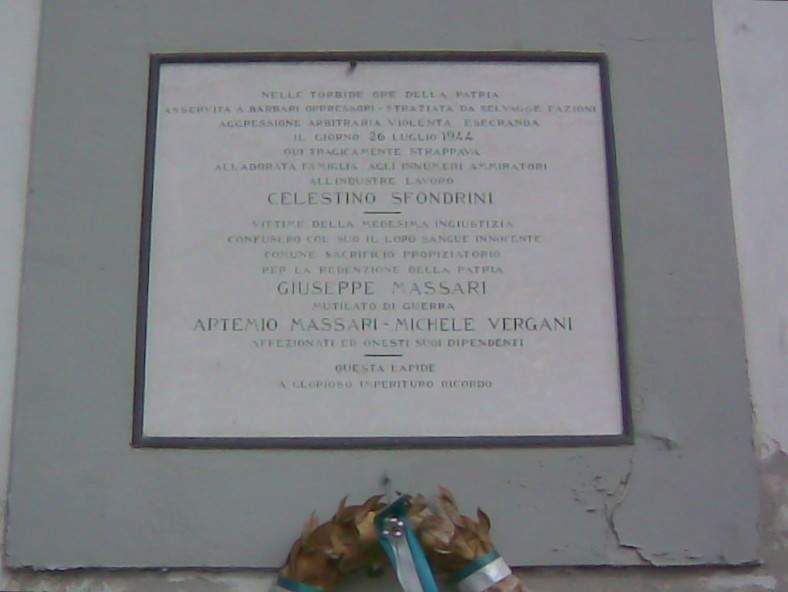 NELLE TORBIDE ORE DELLA PATRIA
ASSERVITA A BARBARI OPPRESSORI - STRAZIATA DA SELVAGGE FAZIONI
AGGRESSIONE ARBITRARIA VIOLENTA ESECRANDA
IL GIORNO 26 LUGLIO 1944
QUI TRAGICAMENTE STRAPPAVA
ALL'ADORATA FAMIGLIA AGLI INNUMERI AMMIRATORI
ALL'INDUSTRE LAVORO
CELESTINO SFONDRINI
VITTIME DELLA MEDESIMA INGIUSTIZIA
CONFUSERO COL SUO IL LORO SANGUE INNOCENTE
COMUNE SACRIFICIO PROPIZIATORIO
PER LA REDENZIONE DELLA PATRIA
GIUSEPPE MASSARI
MUTILATO DI GUERRA
ARTEMIO MASSARI - MICHELE VERGANI
AFFEZIONATI ED ONESTI SUOI DIPENDENTI
QUESTA LAPIDE
A GLORIOSO IMPERITURO RICORDO